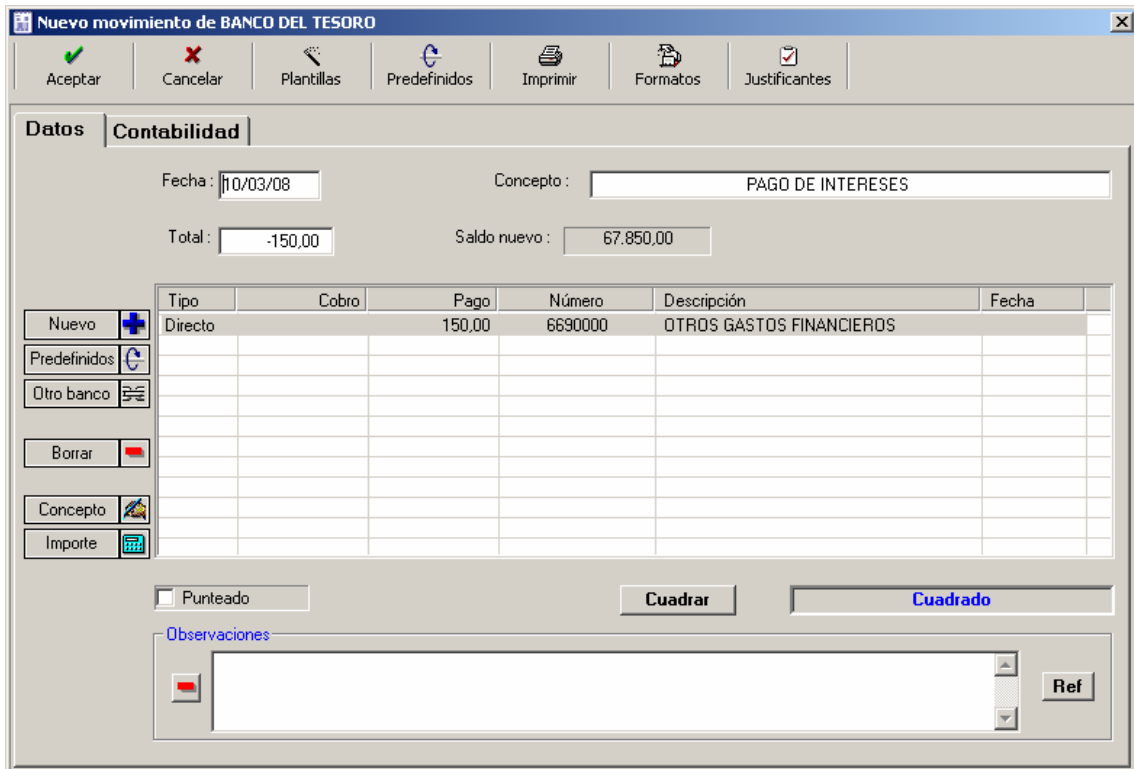 Nuevo movimiento de BANCO DEL TESORO
Aceptar Cancelar Plantillas Predefinidos Imprimir Formatos Justificantes
Datos Contabilidad
Fecha : 10/03/08 Concepto : PAGO DE INTERESES
Total : -150,00 Saldo nuevo : 67.850,00
Tipo Cobro Pago Número Descripción Fecha
Nuevo Directo 150,00 6690000 OTROS GASTOS FINANCIEROS
Predefinidos
Otro banco
Borrar
Concepto
Importe
Punteado Cuadrar Cuadrado
Observaciones
Ref